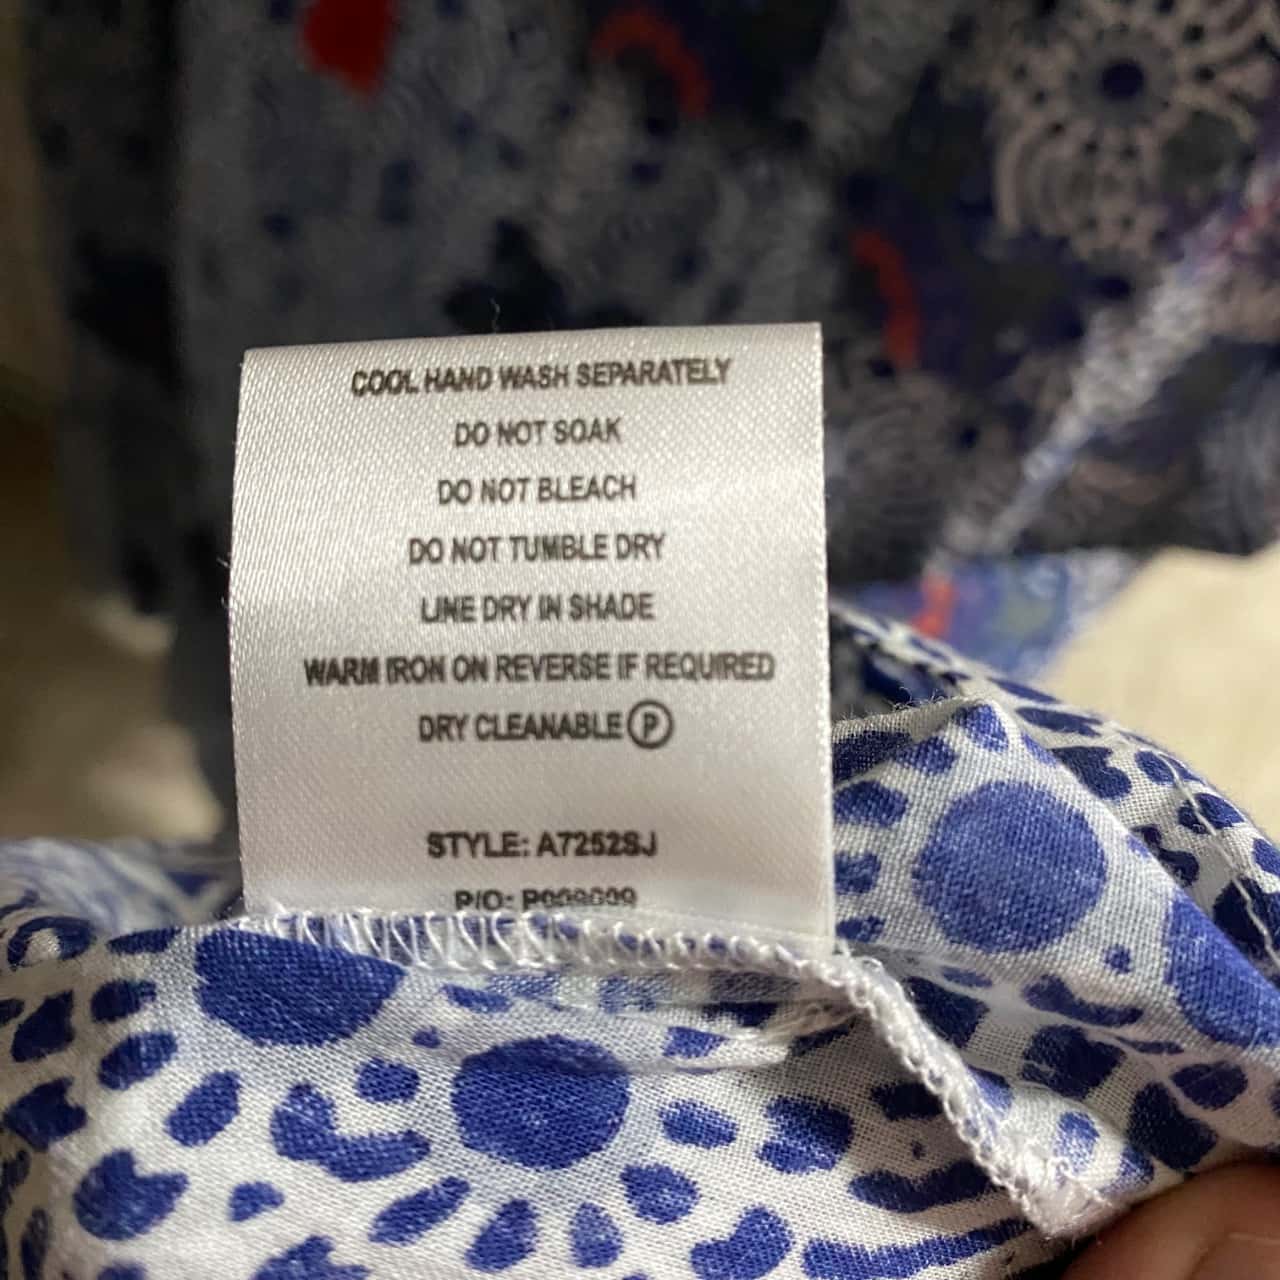 COOL HAND WASH SEPARATELY
DO NOT SOAK
DO NOT BLEACH
DO NOT TUMBLE DRY
LINE DRY IN SHADE
WARM IRON ON REVERSE IF REQUIRED
DRY CLEANABLE Ⓟ
STYLE: A7252SJ
P/O: